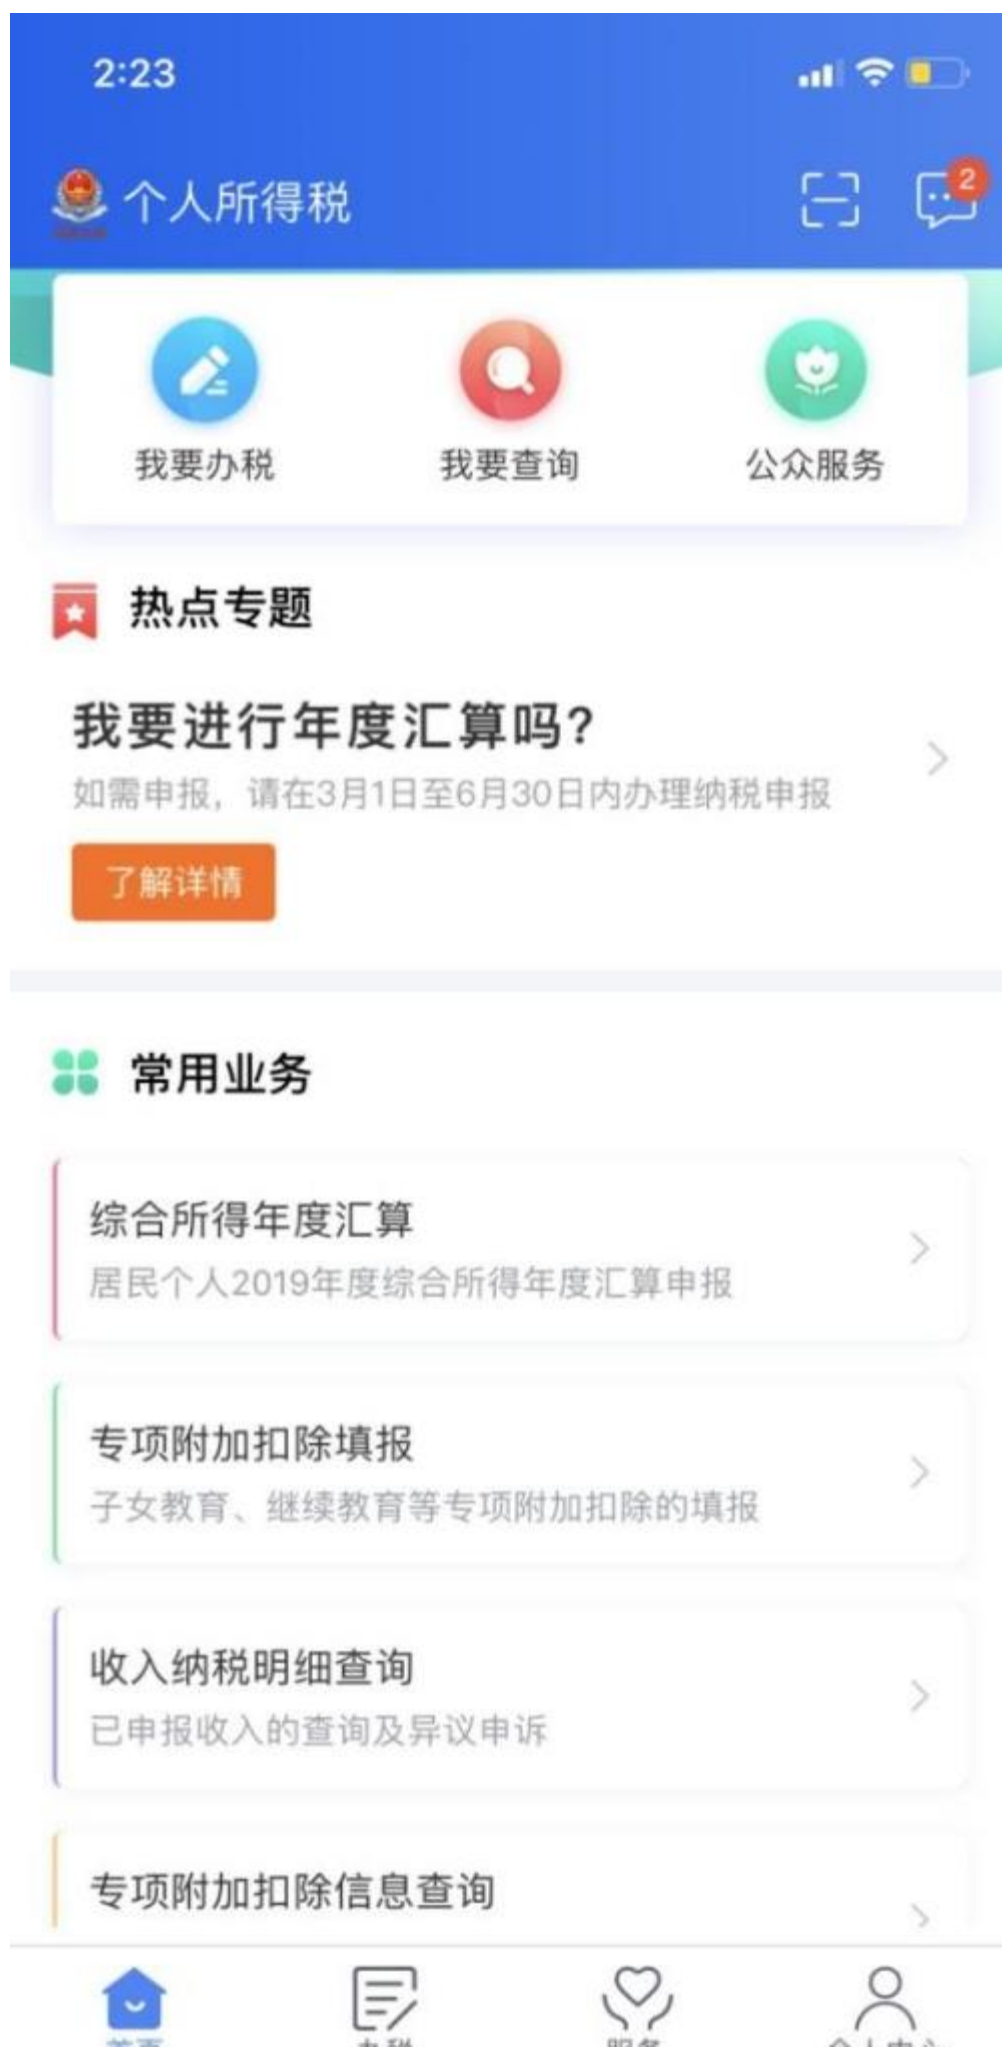 2:23
个人所得税
2
我要办税
我要查询
公众服务
热点专题
我要进行年度汇算吗?
如需申报，请在3月1日至6月30日内办理纳税申报
了解详情
常用业务
综合所得年度汇算
居民个人2019年度综合所得年度汇算申报
专项附加扣除填报
子女教育、继续教育等专项附加扣除的填报
收入纳税明细查询
已申报收入的查询及异议申诉
专项附加扣除信息查询